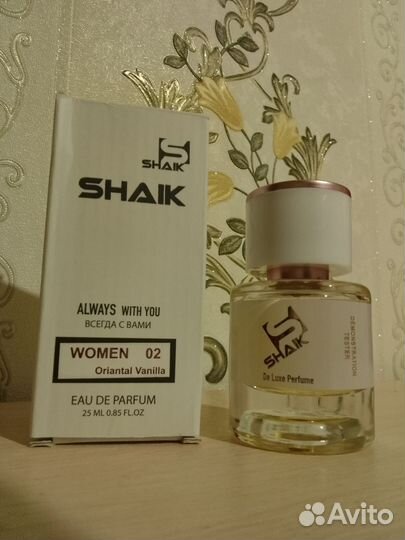 SHAIK
SHAIK
ALWAYS WITH YOU
ВСЕГДА С ВАМИ
WOMEN 02
Oriantal Vanilla
EAU DE PARFUM
25 ML 0.85 FL.OZ
SHAIK
De Luxe Perfume
DEMONSTRATION
TESTER
Avito